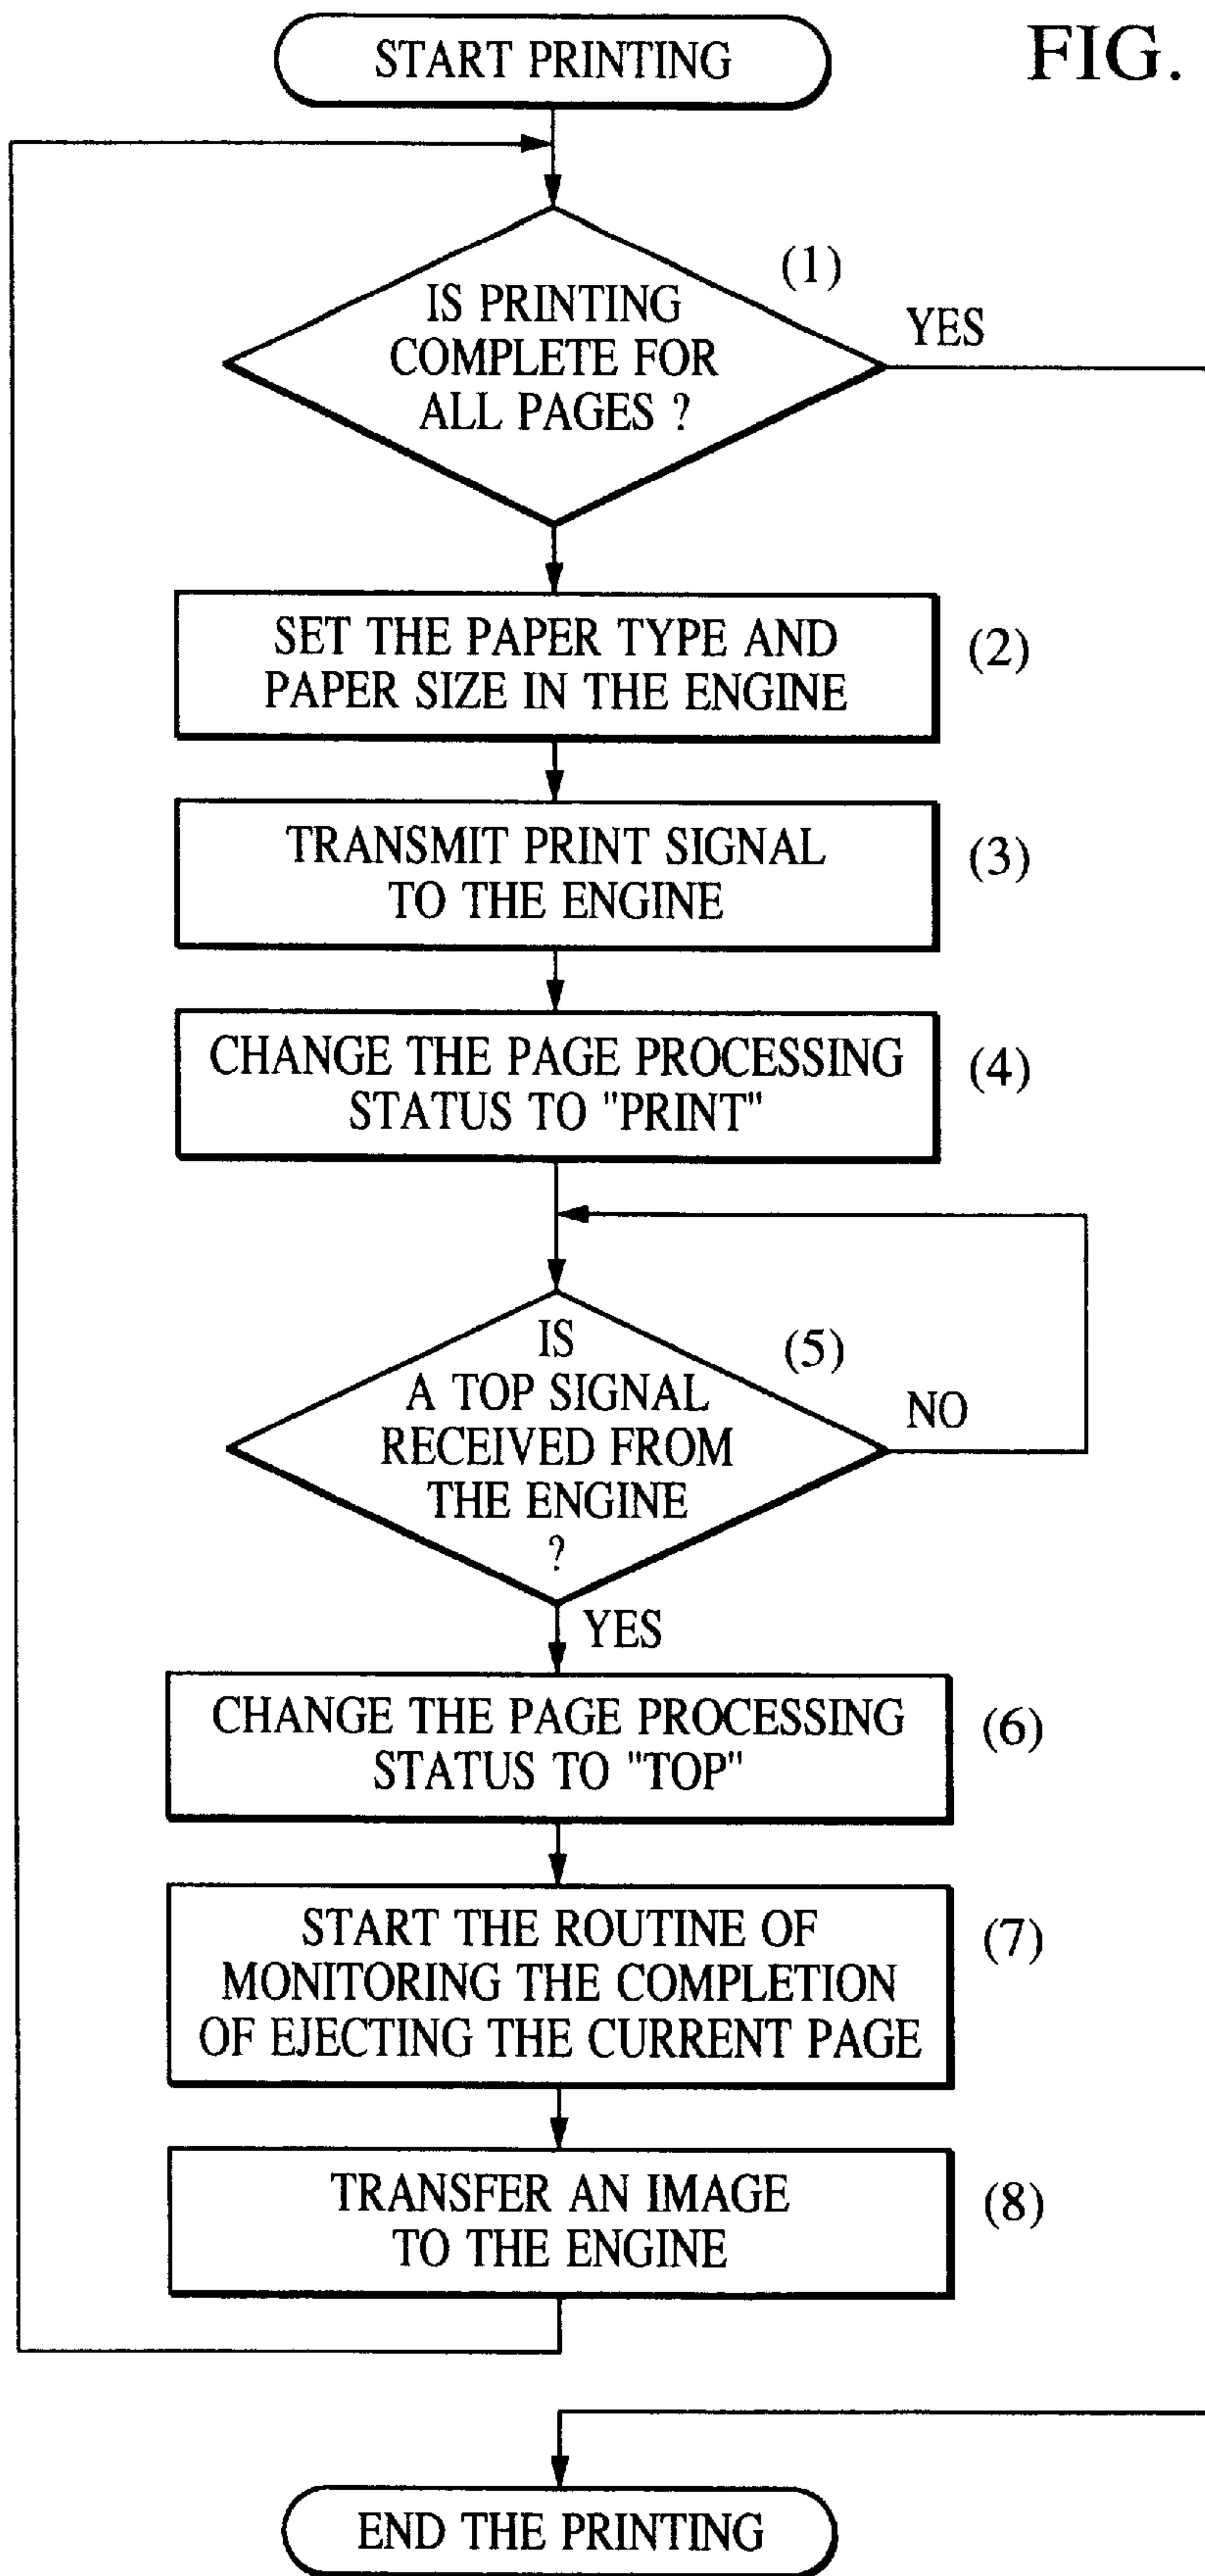 START PRINTING
FIG.
(1)
IS PRINTING
COMPLETE FOR
ALL PAGES ?
YES
SET THE PAPER TYPE AND
PAPER SIZE IN THE ENGINE
(2)
TRANSMIT PRINT SIGNAL
TO THE ENGINE
(3)
CHANGE THE PAGE PROCESSING
STATUS TO "PRINT"
(4)
IS
A TOP SIGNAL
RECEIVED FROM
THE ENGINE
?
(5)
NO
YES
CHANGE THE PAGE PROCESSING
STATUS TO "TOP"
(6)
START THE ROUTINE OF
MONITORING THE COMPLETION
OF EJECTING THE CURRENT PAGE
(7)
TRANSFER AN IMAGE
TO THE ENGINE
(8)
END THE PRINTING